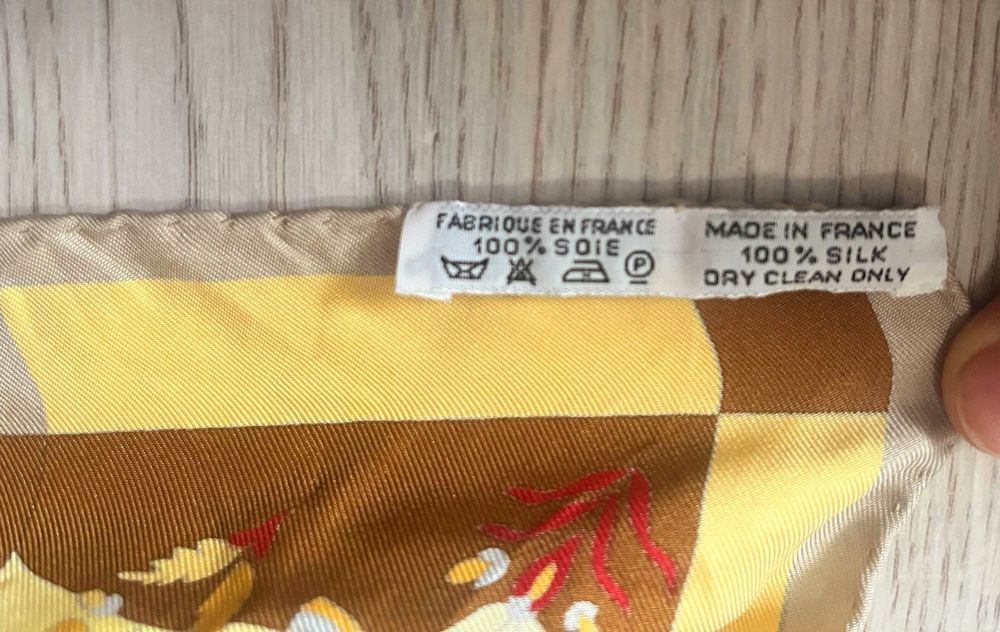 FABRIQUE EN FRANCE
100% SOIE
P
MADE IN FRANCE
100% SILK
DRY CLEAN ONLY